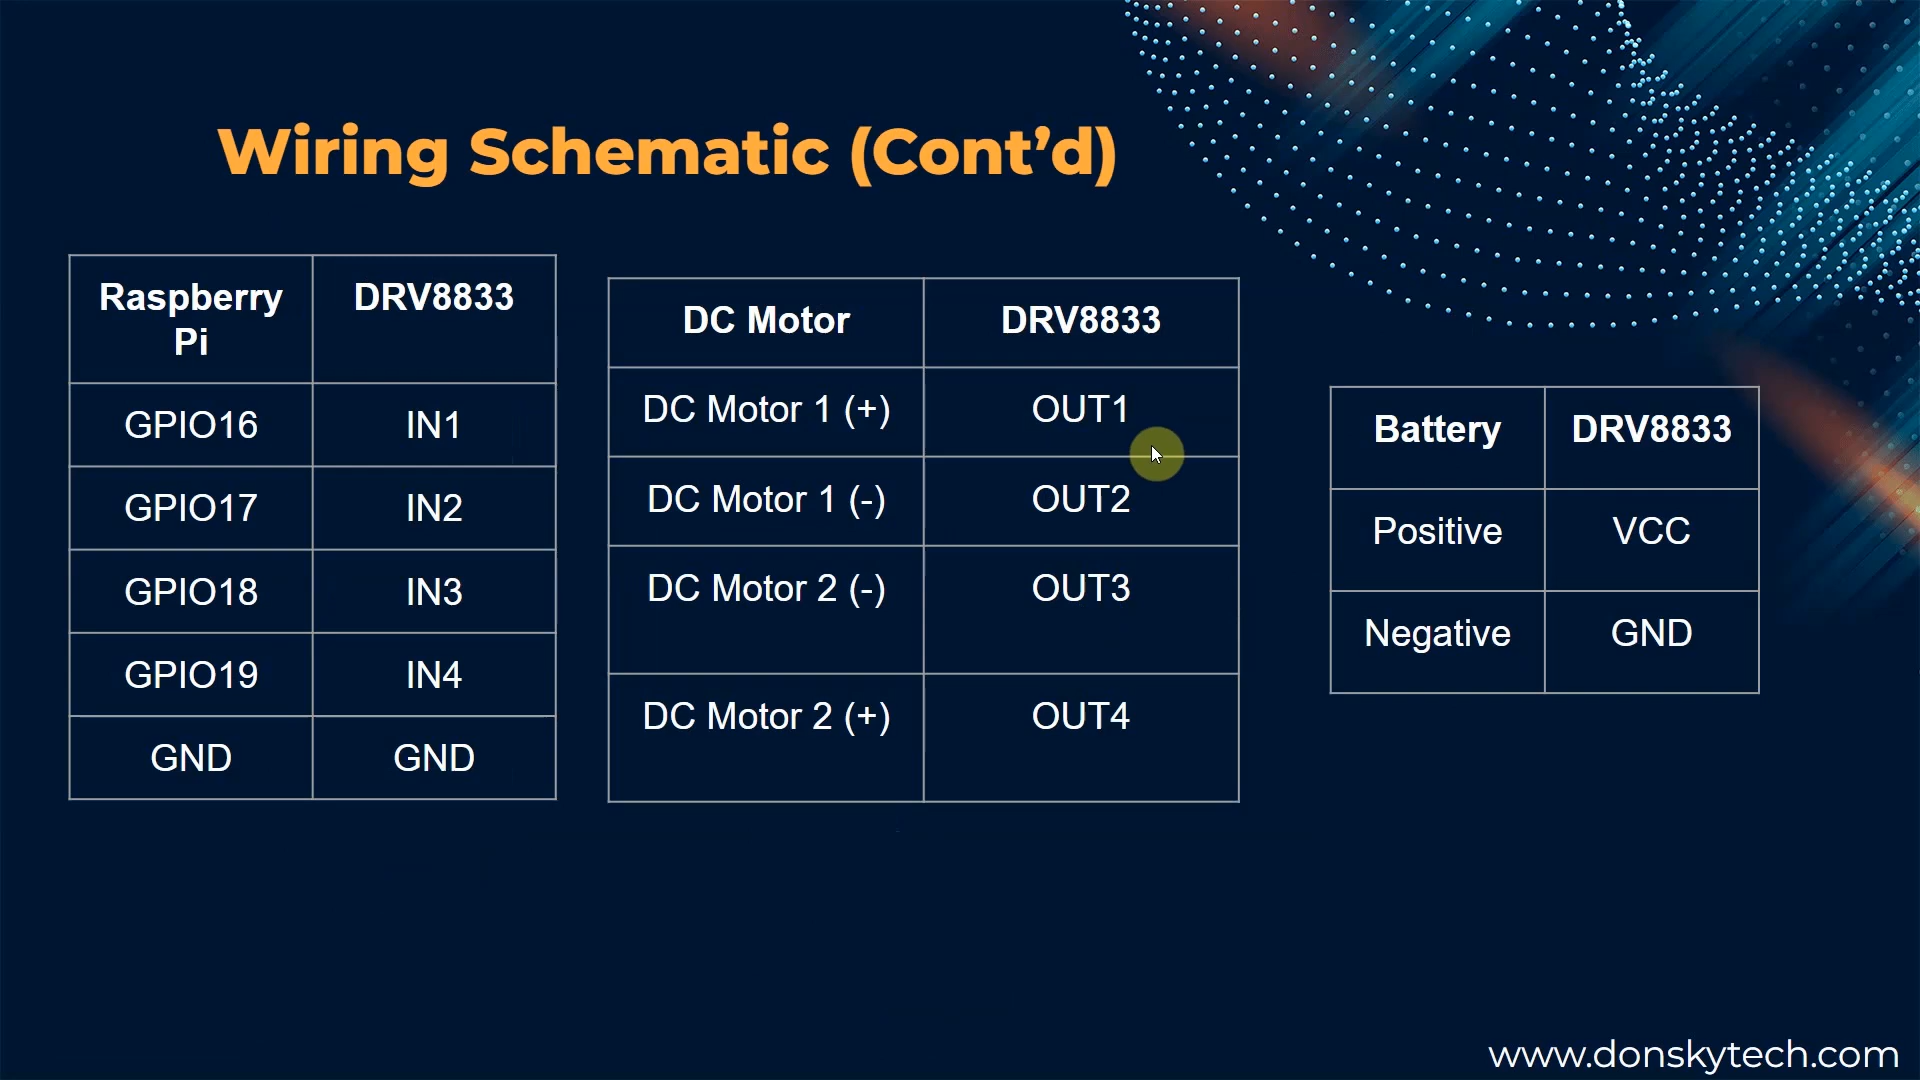 Wiring Schematic (Cont’d)
Raspberry Pi DRV8833
GPIO16 IN1
GPIO17 IN2
GPIO18 IN3
GPIO19 IN4
GND GND
DC Motor DRV8833
DC Motor 1 (+) OUT1
DC Motor 1 (-) OUT2
DC Motor 2 (-) OUT3
DC Motor 2 (+) OUT4
Battery DRV8833
Positive VCC
Negative GND
www.donskytech.com